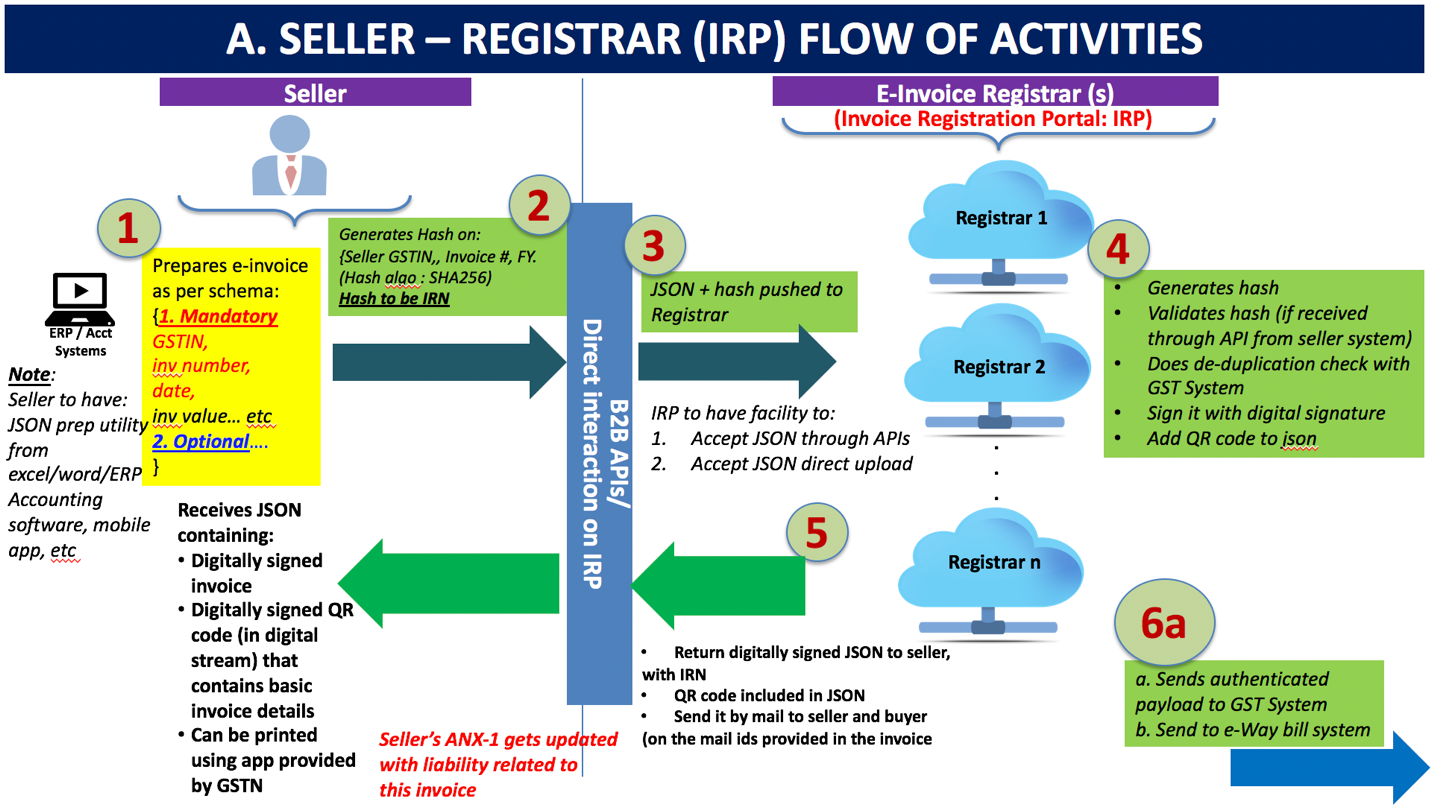 A. SELLER – REGISTRAR (IRP) FLOW OF ACTIVITIES
Seller
E-Invoice Registrar (s)
(Invoice Registration Portal: IRP)
1
ERP / Acct
Systems
Note:
Seller to have:
JSON prep utility
from
excel/word/ERP
Accounting
software, mobile
app, etc
Prepares e-invoice
as per schema:
{1. Mandatory
GSTIN,
inv number,
date,
inv value… etc
2. Optional….
}
2
Generates Hash on:
{Seller GSTIN,, Invoice #, FY.
(Hash algo : SHA256)
Hash to be IRN
B2B APIs/
Direct interaction on IRP
3
JSON + hash pushed to
Registrar
IRP to have facility to:
1. Accept JSON through APIs
2. Accept JSON direct upload
Registrar 1
Registrar 2
Registrar n
4
• Generates hash
• Validates hash (if received
through API from seller system)
• Does de-duplication check with
GST System
• Sign it with digital signature
• Add QR code to json
5
• Return digitally signed JSON to seller,
with IRN
• QR code included in JSON
• Send it by mail to seller and buyer
(on the mail ids provided in the invoice
Receives JSON
containing:
• Digitally signed
invoice
• Digitally signed QR
code (in digital
stream) that
contains basic
invoice details
• Can be printed
using app provided
by GSTN
Seller’s ANX-1 gets updated
with liability related to
this invoice
6a
a. Sends authenticated
payload to GST System
b. Send to e-Way bill system